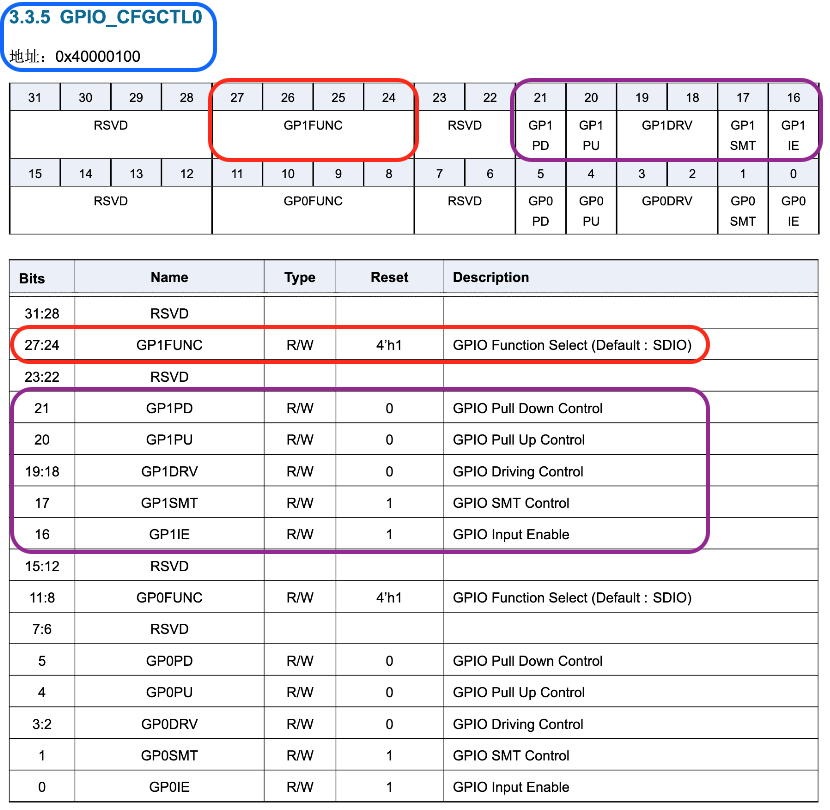 3.3.5 GPIO_CFGCTL0
地址：0x40000100
31 30 29 28 27 26 25 24 23 22 21 20 19 18 17 16
RSVD GP1FUNC RSVD GP1 PD GP1 PU GP1DRV GP1 SMT GP1 IE
15 14 13 12 11 10 9 8 7 6 5 4 3 2 1 0
RSVD GP0FUNC RSVD GP0 PD GP0 PU GP0DRV GP0 SMT GP0 IE
Bits Name Type Reset Description
31:28 RSVD
27:24 GP1FUNC R/W 4'h1 GPIO Function Select (Default : SDIO)
23:22 RSVD
21 GP1PD R/W 0 GPIO Pull Down Control
20 GP1PU R/W 0 GPIO Pull Up Control
19:18 GP1DRV R/W 0 GPIO Driving Control
17 GP1SMT R/W 1 GPIO SMT Control
16 GP1IE R/W 1 GPIO Input Enable
15:12 RSVD
11:8 GP0FUNC R/W 4'h1 GPIO Function Select (Default : SDIO)
7:6 RSVD
5 GP0PD R/W 0 GPIO Pull Down Control
4 GP0PU R/W 0 GPIO Pull Up Control
3:2 GP0DRV R/W 0 GPIO Driving Control
1 GP0SMT R/W 1 GPIO SMT Control
0 GP0IE R/W 1 GPIO Input Enable